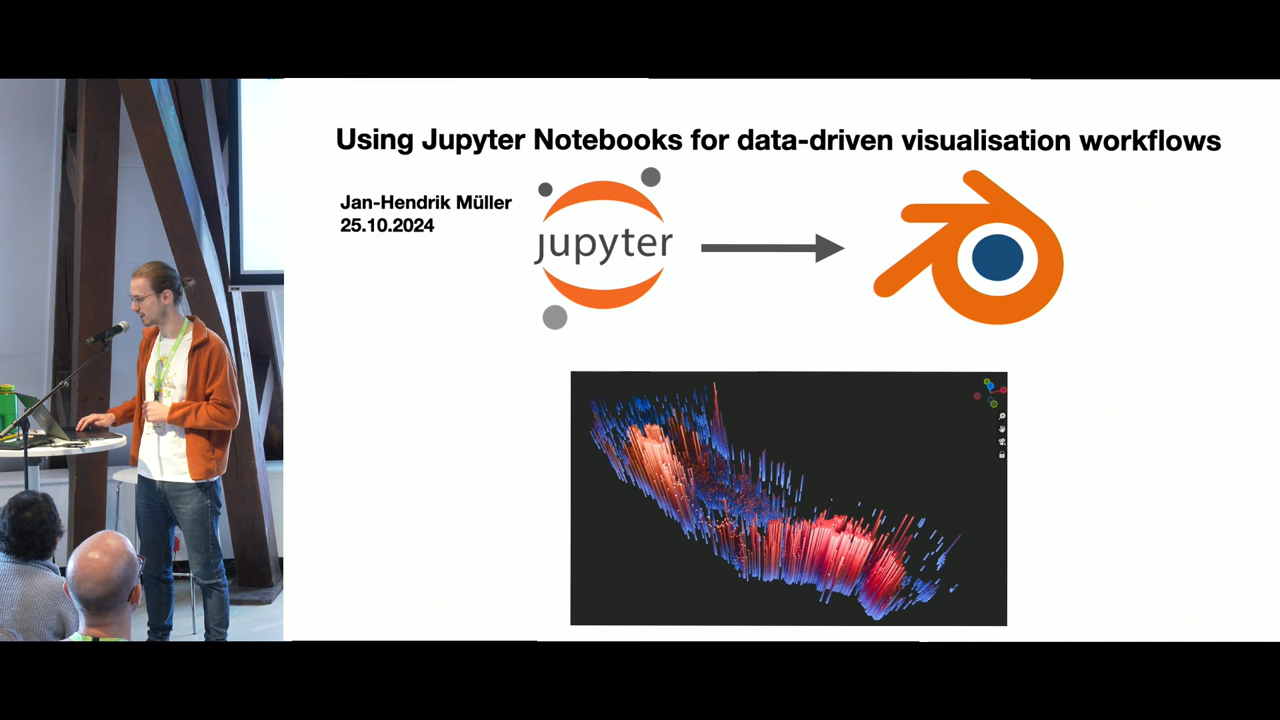 Using Jupyter Notebooks for data-driven visualisation workflows
Jan-Hendrik Müller
25.10.2024
jupyter